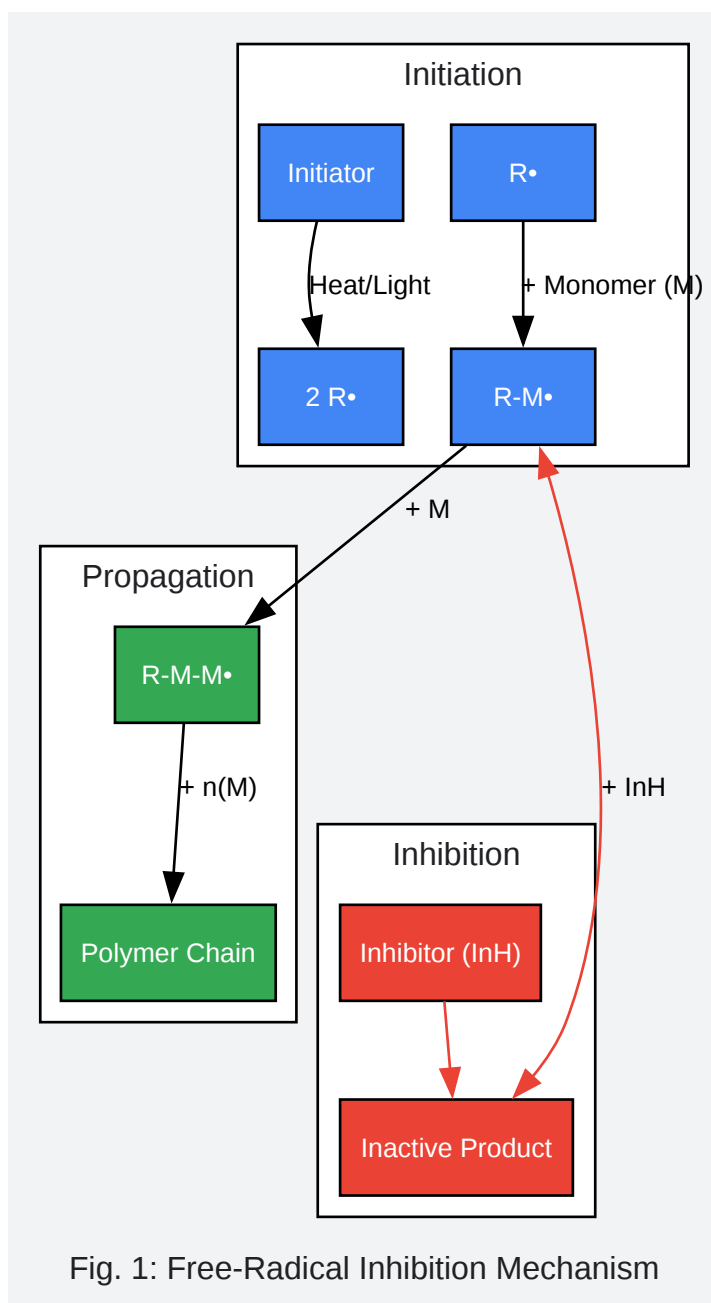 Initiation
Initiator
R•
Heat/Light
+ Monomer (M)
2 R•
R-M•
+ M
Propagation
R-M-M•
+ n(M)
Polymer Chain
+ InH
Inhibition
Inhibitor (InH)
Inactive Product
Fig. 1: Free-Radical Inhibition Mechanism